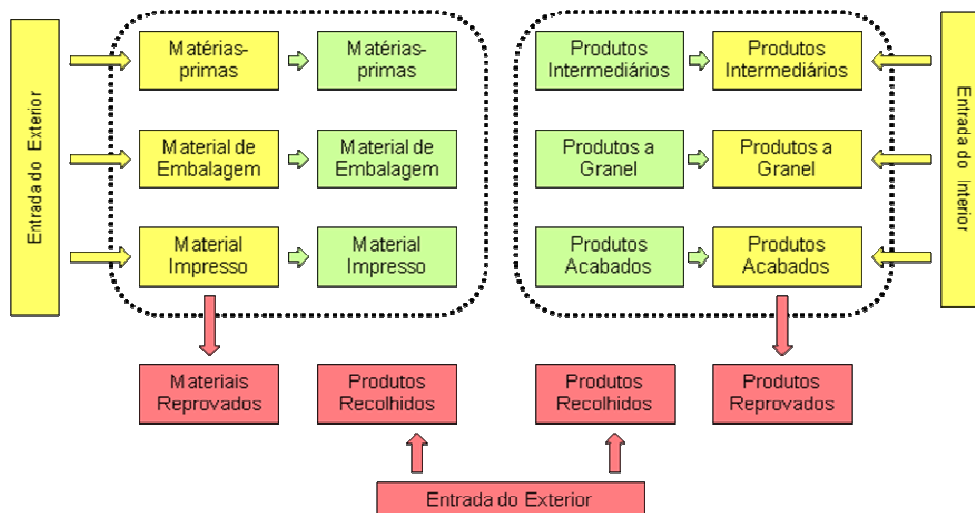 Entrada do Exterior
Matérias-
primas
Matérias-
primas
Material de
Embalagem
Material de
Embalagem
Material
Impresso
Material
Impresso
Produtos
Intermediários
Produtos
Intermediários
Produtos a
Granel
Produtos a
Granel
Produtos
Acabados
Produtos
Acabados
Entrada do Interior
Materiais
Reprovados
Produtos
Recolhidos
Produtos
Recolhidos
Produtos
Reprovados
Entrada do Exterior